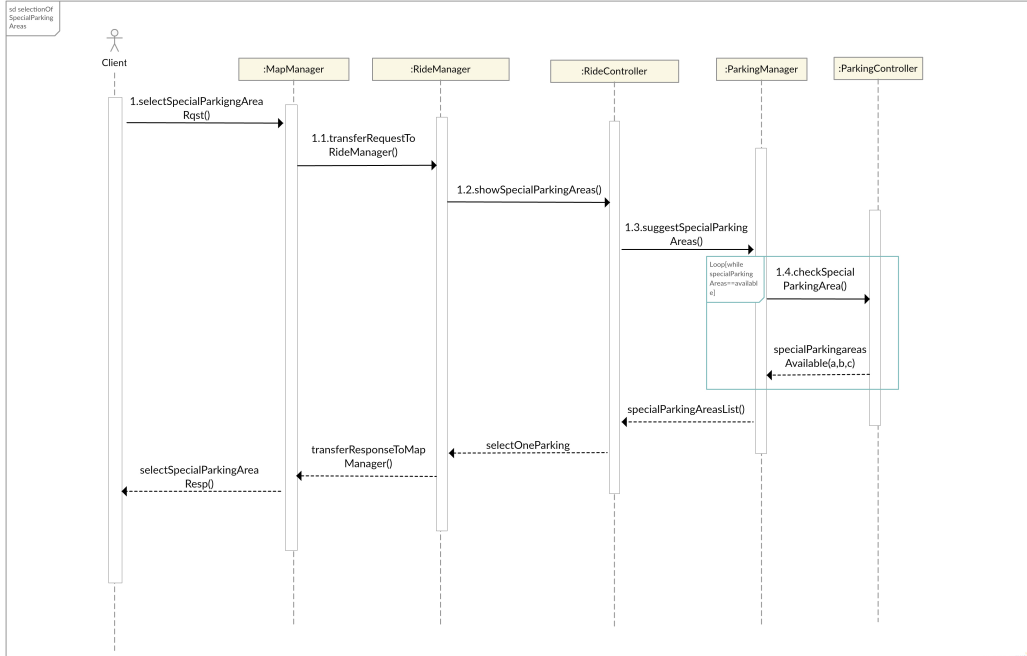 sd selectionOf
SpecialParking
Areas
Client
:MapManager
:RideManager
:RideController
:ParkingManager
:ParkingController
1.selectSpecialParkigngArea
Rqst()
1.1.transferRequestTo
RideManager()
1.2.showSpecialParkingAreas()
1.3.suggestSpecialParking
Areas()
Loop[while
specialParking
Areas==availabl
e]
1.4.checkSpecial
ParkingArea()
specialParkingareas
Available(a,b,c)
specialParkingAreasList()
selectOneParking
transferResponseToMap
Manager()
selectSpecialParkingArea
Resp()